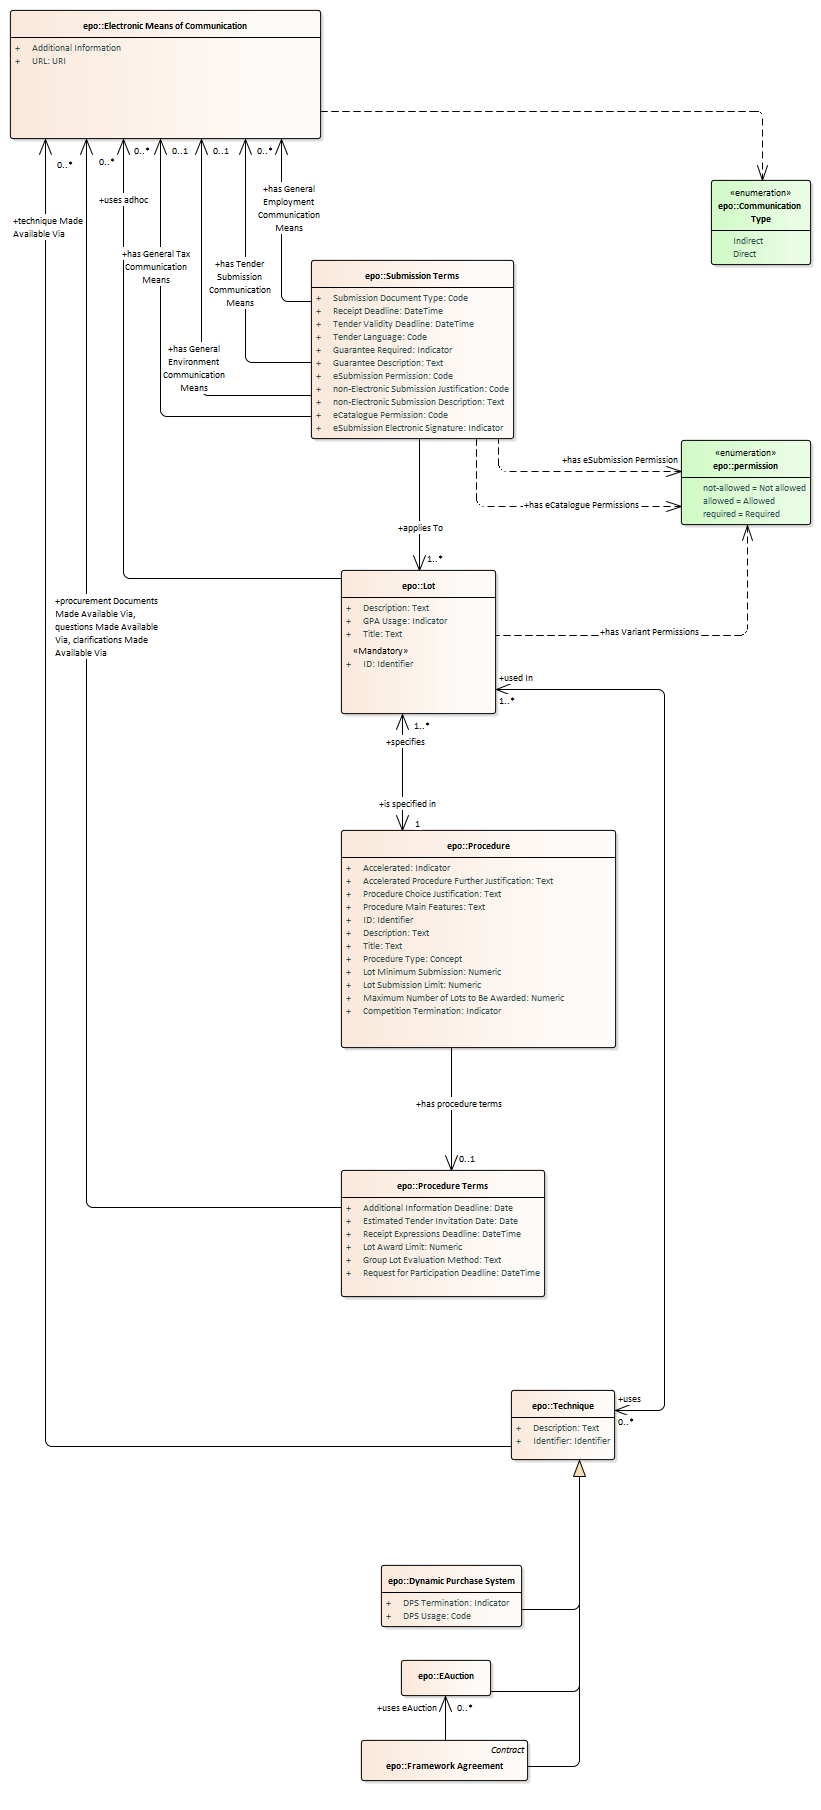 epo::Electronic Means of Communication
+ Additional Information
+ URL: URI
0..*
0..*
0..*
0..1
0..1
0..*
+technique Made
Available Via
+uses adhoc
+has General
Employment
Communication
Means
+has General Tax
Communication
Means
+has Tender
Submission
Communication
Means
+has General
Environment
Communication
Means
«enumeration»
epo::Communication
Type
Indirect
Direct
epo::Submission Terms
+ Submission Document Type: Code
+ Receipt Deadline: DateTime
+ Tender Validity Deadline: DateTime
+ Tender Language: Code
+ Guarantee Required: Indicator
+ Guarantee Description: Text
+ eSubmission Permission: Code
+ non-Electronic Submission Justification: Code
+ non-Electronic Submission Description: Text
+ eCatalogue Permission: Code
+ eSubmission Electronic Signature: Indicator
«enumeration»
epo::permission
not-allowed = Not allowed
allowed = Allowed
required = Required
+has eSubmission Permission
+has eCatalogue Permissions
+applies To
1..*
epo::Lot
+ Description: Text
+ GPA Usage: Indicator
+ Title: Text
«Mandatory»
+ ID: Identifier
+has Variant Permissions
+procurement Documents
Made Available Via,
questions Made Available
Via, clarifications Made
Available Via
+used In
1..*
1..*
+specifies
+is specified in
1
epo::Procedure
+ Accelerated: Indicator
+ Accelerated Procedure Further Justification: Text
+ Procedure Choice Justification: Text
+ Procedure Main Features: Text
+ ID: Identifier
+ Description: Text
+ Title: Text
+ Procedure Type: Concept
+ Lot Minimum Submission: Numeric
+ Lot Submission Limit: Numeric
+ Maximum Number of Lots to Be Awarded: Numeric
+ Competition Termination: Indicator
+has procedure terms
0..1
epo::Procedure Terms
+ Additional Information Deadline: Date
+ Estimated Tender Invitation Date: Date
+ Receipt Expressions Deadline: DateTime
+ Lot Award Limit: Numeric
+ Group Lot Evaluation Method: Text
+ Request for Participation Deadline: DateTime
epo::Technique
+ Description: Text
+ Identifier: Identifier
+uses
0..*
epo::Dynamic Purchase System
+ DPS Termination: Indicator
+ DPS Usage: Code
epo::EAuction
+uses eAuction
0..*
Contract
epo::Framework Agreement